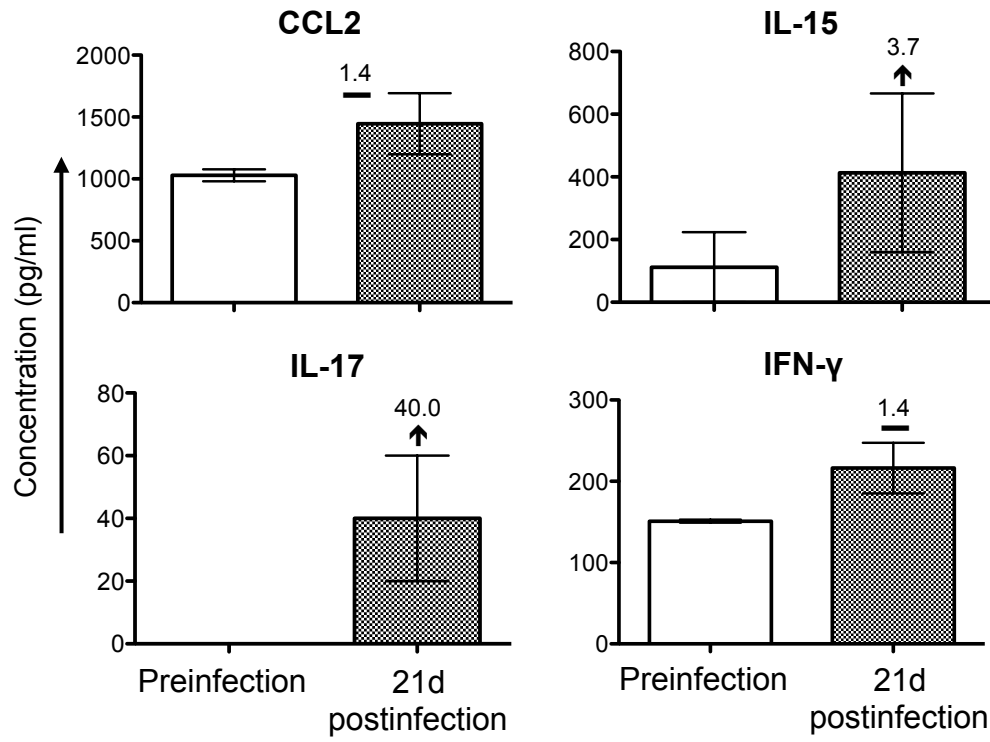 CCL2
2000
1500
1000
500
0
1.4
IL-15
800
600
400
200
0
3.7
Concentration (pg/ml)
IL-17
80
60
40
20
0
40.0
Preinfection
21d
postinfection
IFN-γ
300
200
100
0
1.4
Preinfection
21d
postinfection